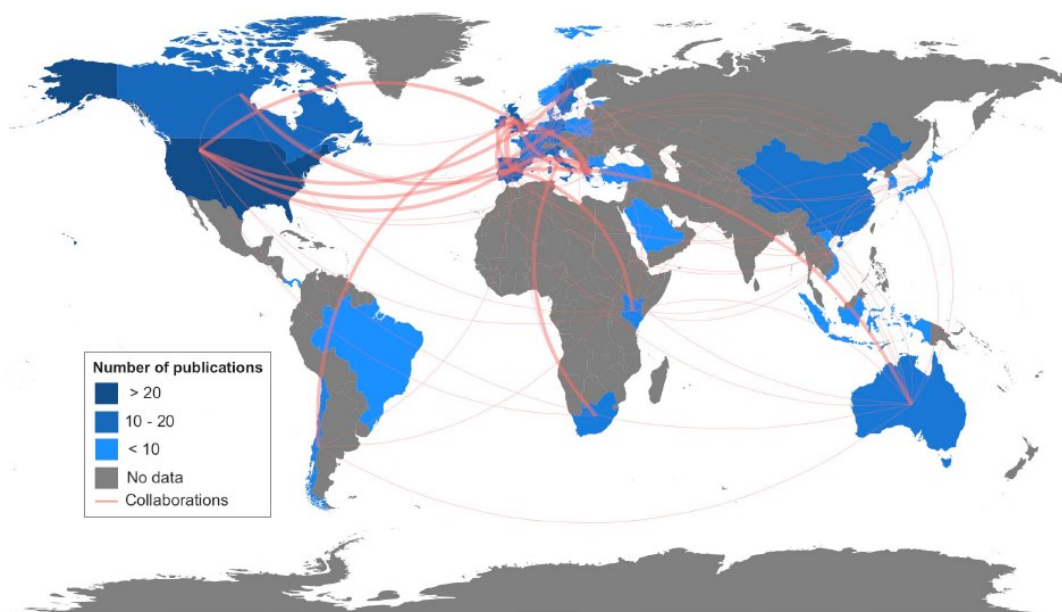 Number of publications
> 20
10 - 20
< 10
No data
Collaborations